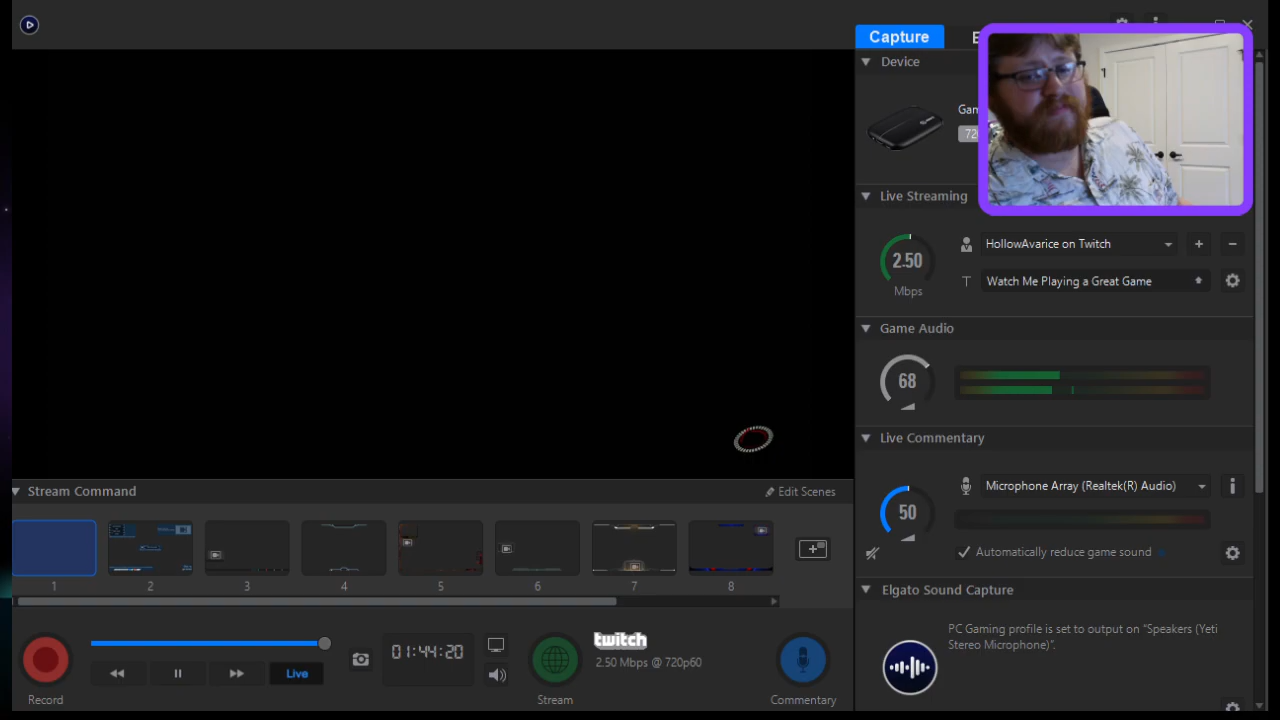 Capture
Device
Live Streaming
2.50
Mbps
HollowAvarice on Twitch
Watch Me Playing a Great Game
Game Audio
68
Live Commentary
50
Microphone Array (Realtek(R) Audio)
Automatically reduce game sound
Elgato Sound Capture
PC Gaming profile is set to output on “Speakers (Yeti
Stereo Microphone)”.
Stream Command
Edit Scenes
1
2
3
4
5
6
7
8
01:44:20
Live
Record
Stream
twitch
2.50 Mbps @ 720p60
Commentary